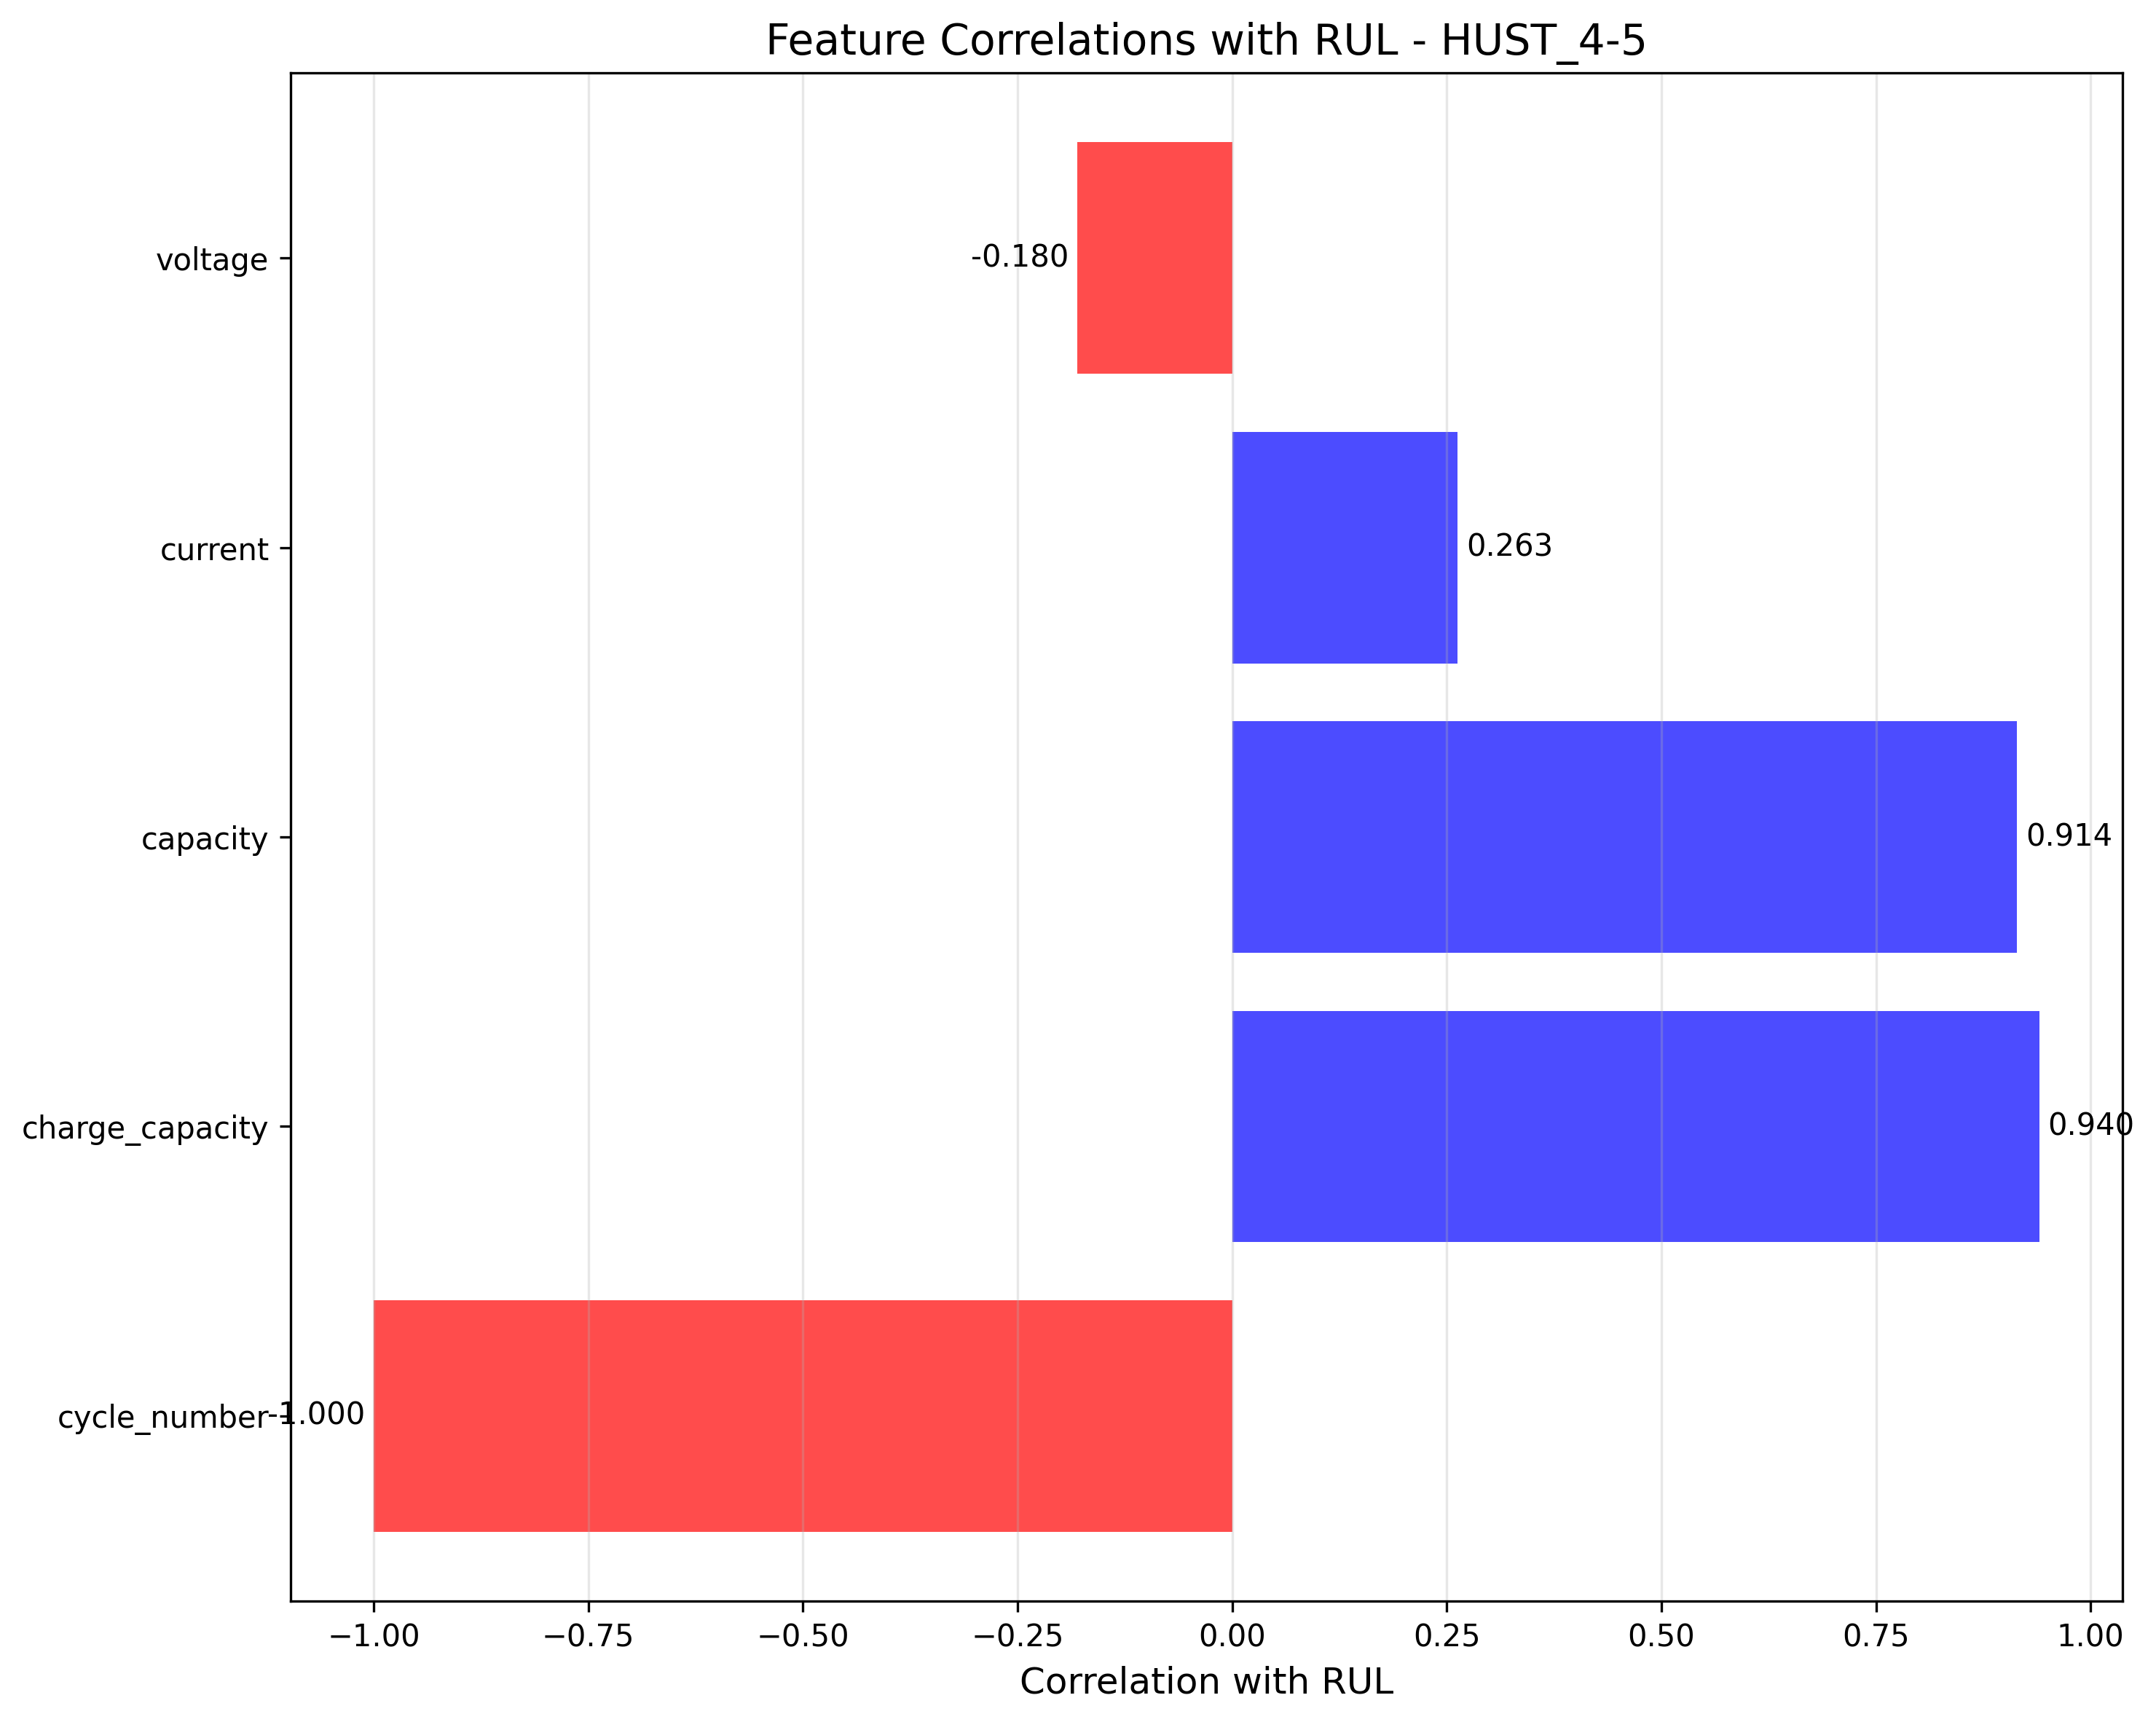 Feature Correlations with RUL - HUST_4-5
voltage
-0.180
current
0.263
capacity
0.914
charge_capacity
0.940
cycle_number
-1.000
−1.00 −0.75 −0.50 −0.25 0.00 0.25 0.50 0.75 1.00
Correlation with RUL